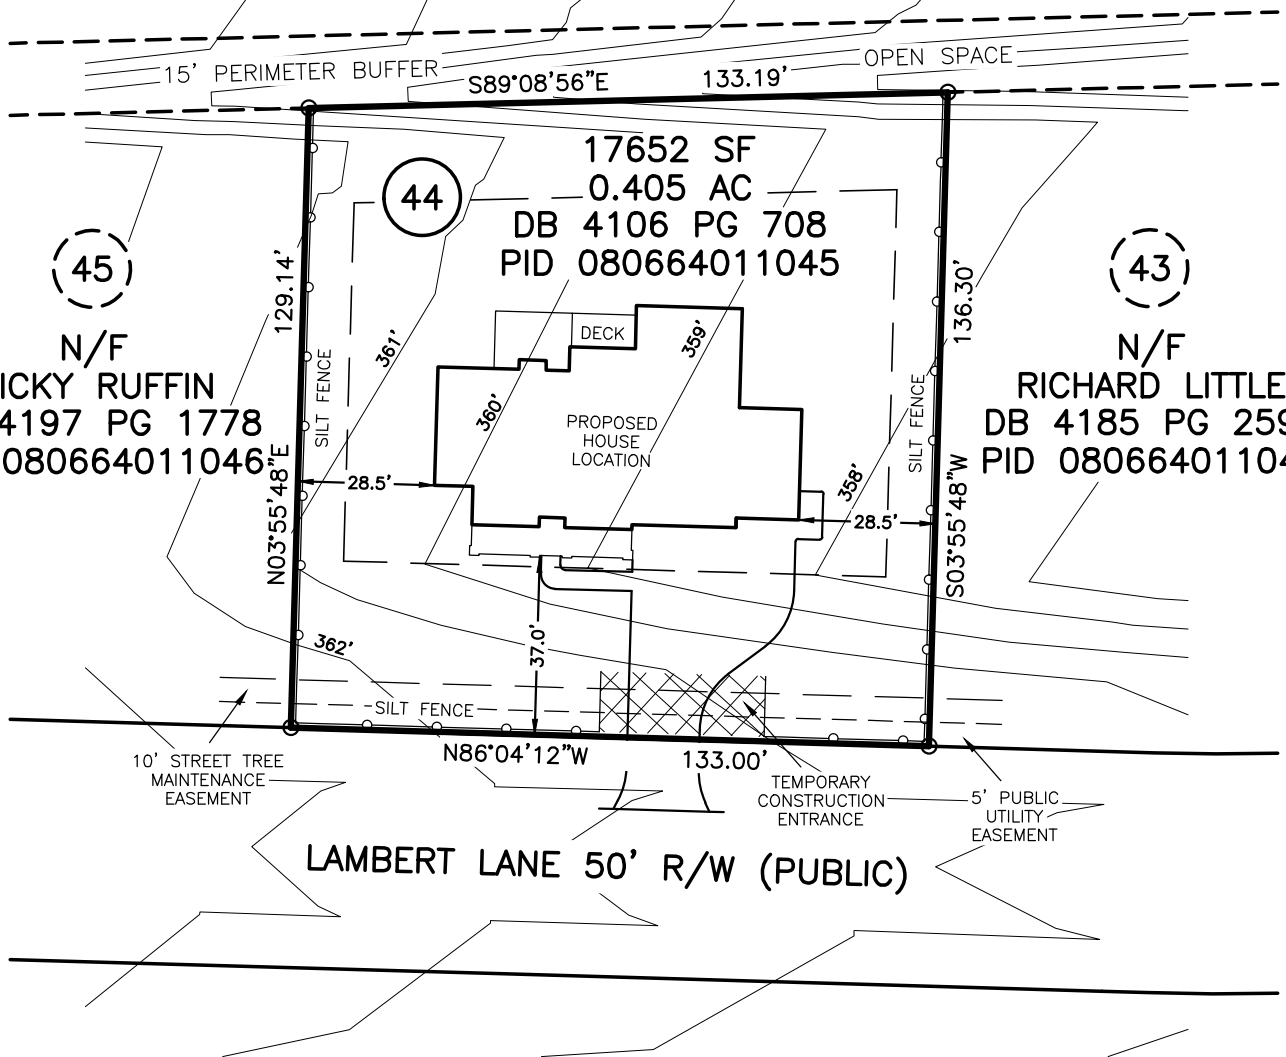 15' PERIMETER BUFFER
OPEN SPACE
S89°08'56"E
133.19'
44
17652 SF
0.405 AC
DB 4106 PG 708
PID 080664011045
45
N/F
ICKY RUFFIN
4197 PG 1778
080664011046
43
N/F
RICHARD LITTLE
DB 4185 PG 259
PID 08066401104
129.14'
N03°55'48"E
136.30'
S03°55'48"W
SILT FENCE
SILT FENCE
361'
360'
359'
358'
DECK
PROPOSED
HOUSE
LOCATION
28.5'
28.5'
37.0'
362'
SILT FENCE
N86°04'12"W
133.00'
10' STREET TREE
MAINTENANCE
EASEMENT
TEMPORARY
CONSTRUCTION
ENTRANCE
5' PUBLIC
UTILITY
EASEMENT
LAMBERT LANE 50' R/W (PUBLIC)